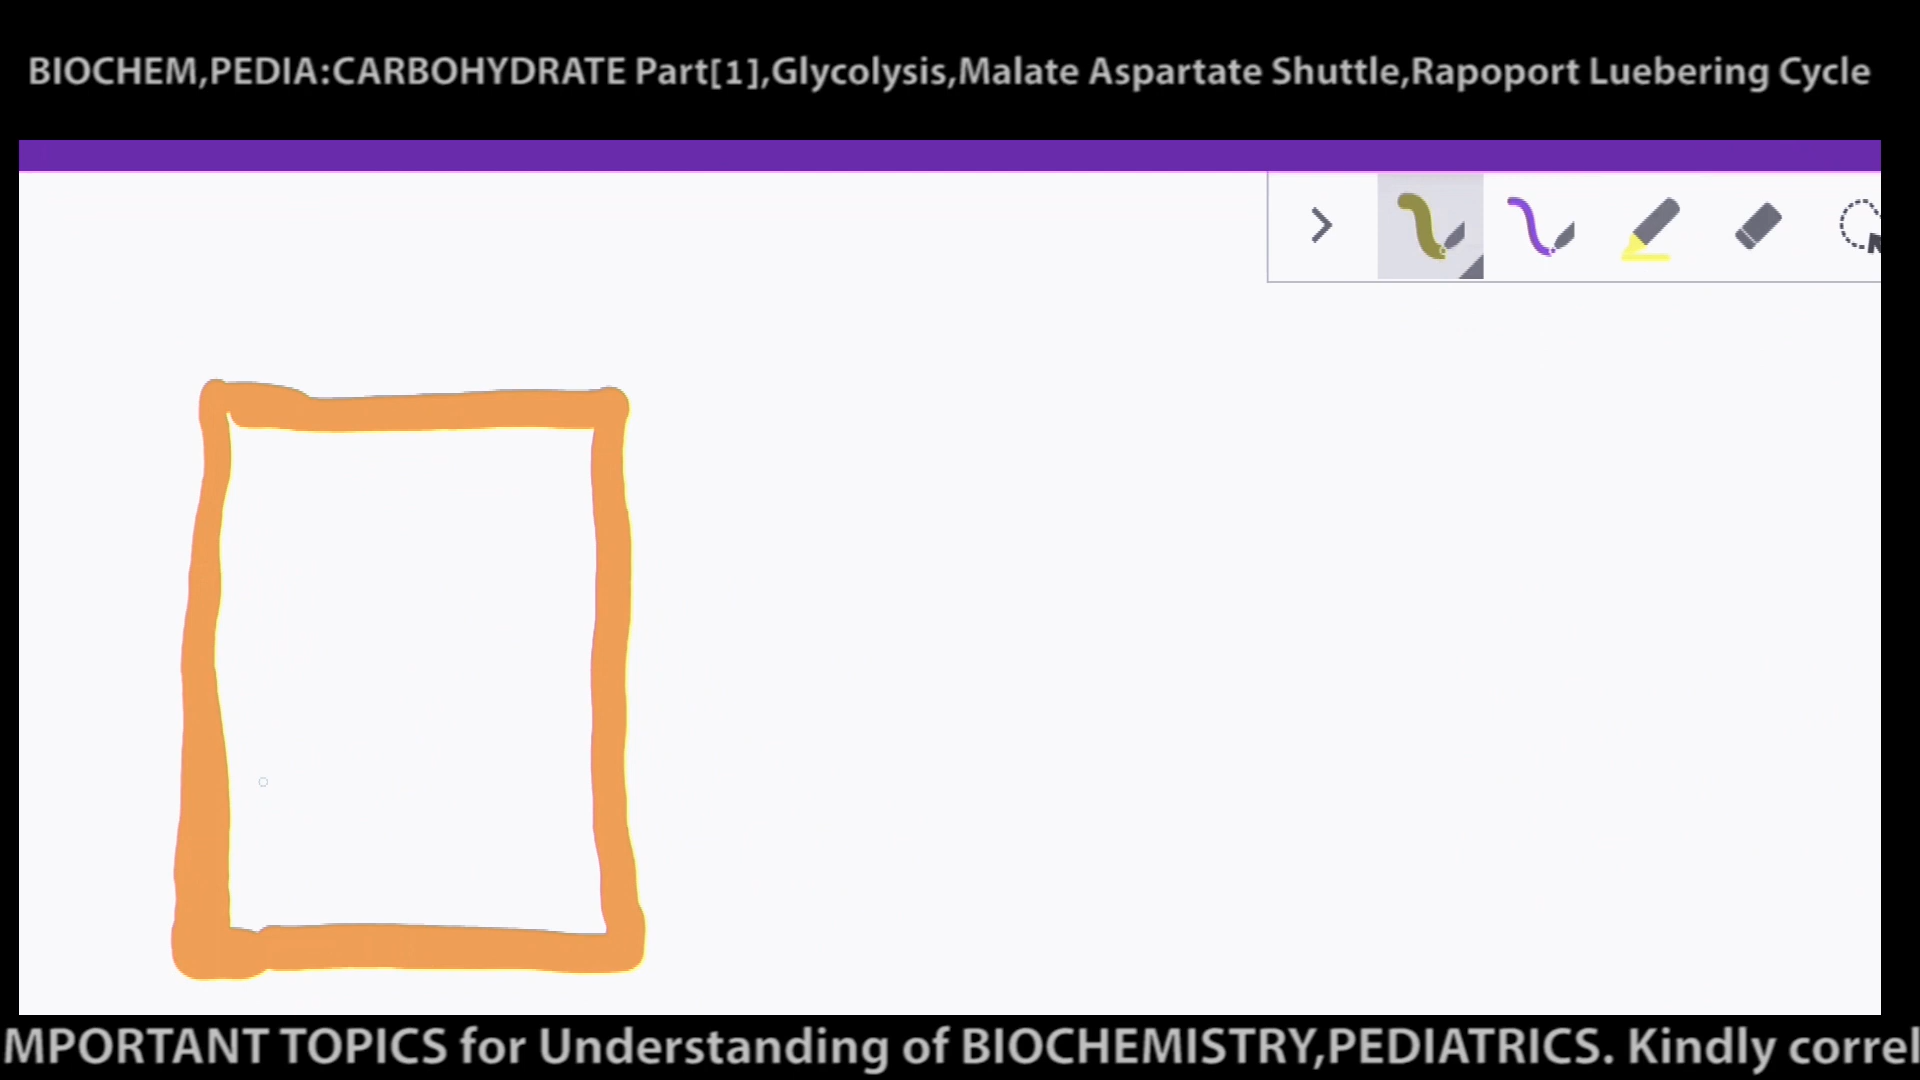 BIOCHEM,PEDIA:CARBOHYDRATE Part[1],Glycolysis,Malate Aspartate Shuttle,Rapoport Luebering Cycle
MPORTANT TOPICS for Understanding of BIOCHEMISTRY,PEDIATRICS. Kindly correl